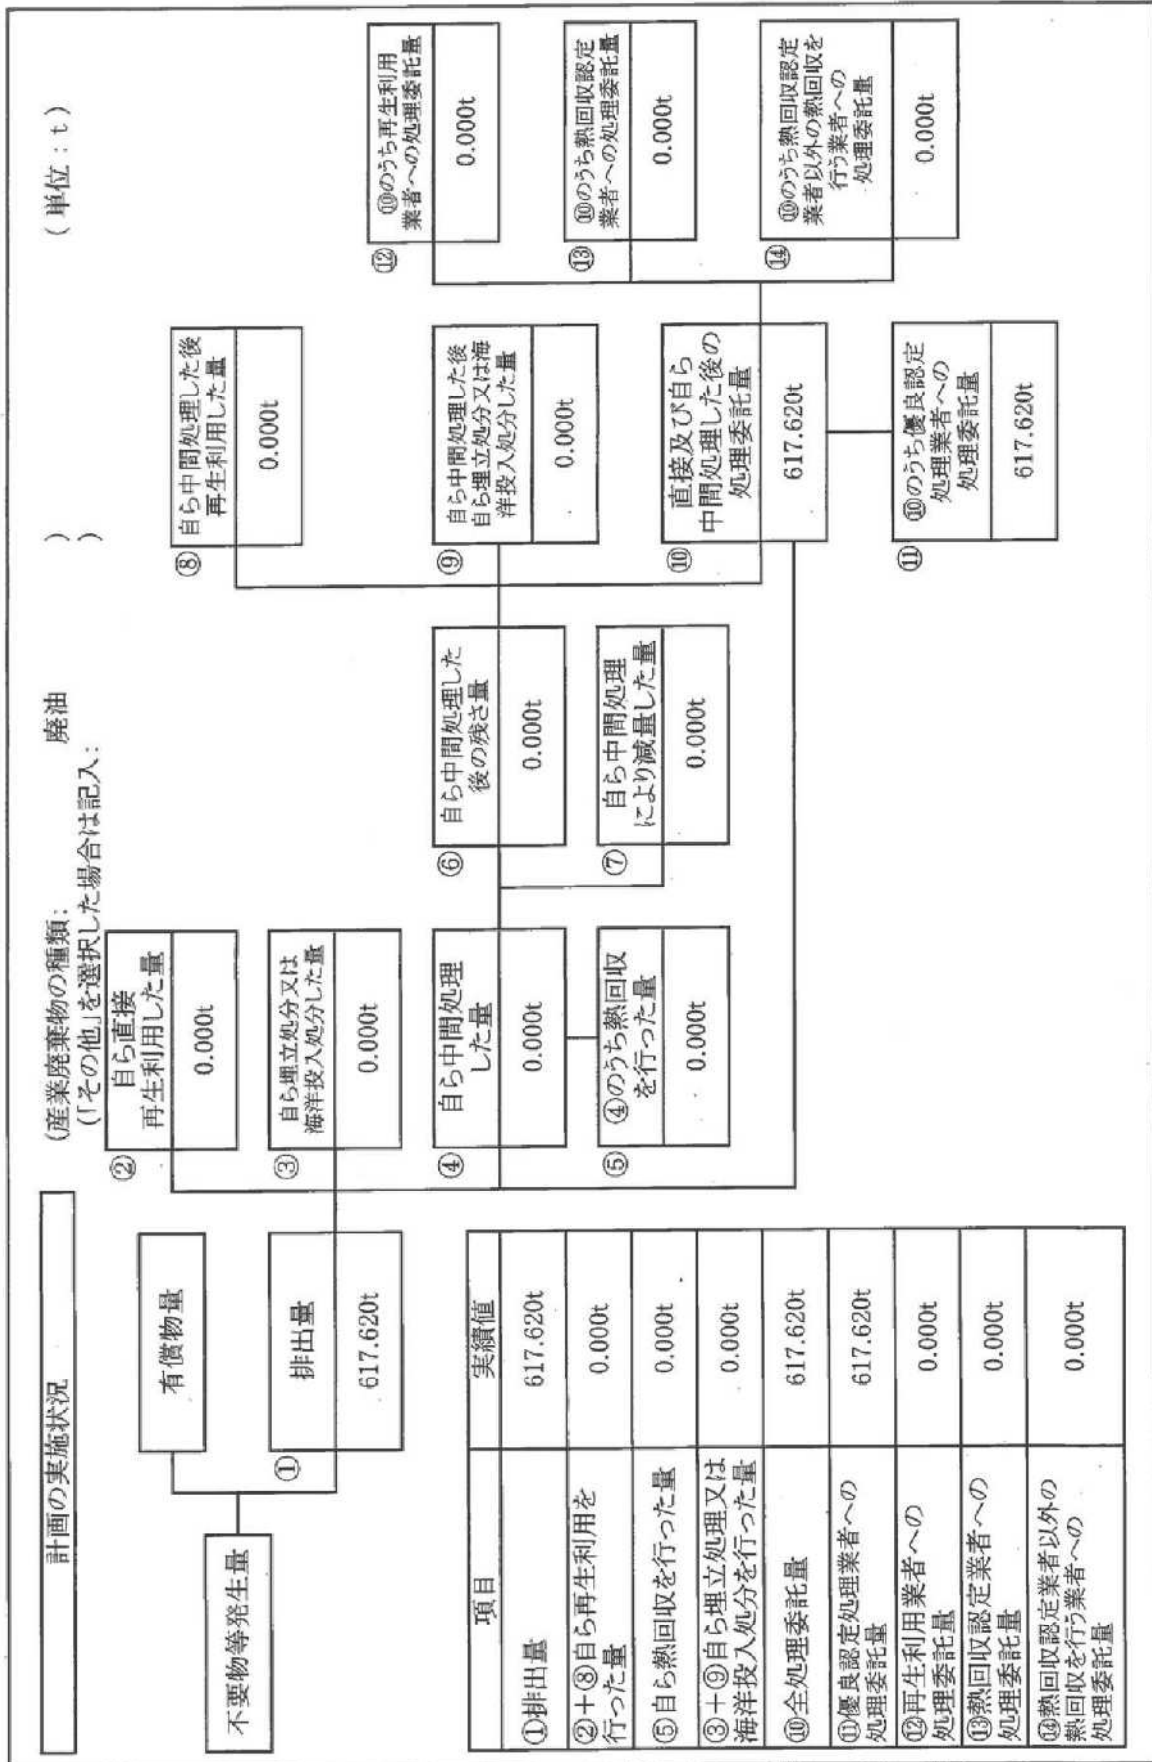 計画の実施状況
(産業廃棄物の種類: 廃油 )
(「その他」を選択した場合は記入: )
(単位:t)
不要物等発生量
有償物量
①
排出量
617.620t
②
自ら直接
再生利用した量
0.000t
③
自ら埋立処分又は
海洋投入処分した量
0.000t
④
自ら中間処理
した量
0.000t
⑤
④のうち熱回収
を行った量
0.000t
⑥
自ら中間処理した
後の残さ量
0.000t
⑦
自ら中間処理
により減量した量
0.000t
⑧
自ら中間処理した後
再生利用した量
0.000t
⑨
自ら中間処理した後
自ら埋立処分又は海
洋投入処分した量
0.000t
⑩
直接及び自ら
中間処理した後の
処理委託量
617.620t
⑪
⑩のうち優良認定
処理業者への
処理委託量
617.620t
⑫
⑩のうち再生利用
業者への処理委託量
0.000t
⑬
⑩のうち熱回収認定
業者への処理委託量
0.000t
⑭
⑩のうち熱回収認定
業者以外の熱回収を
行う業者への
処理委託量
0.000t
項目 実績値
①排出量 617.620t
②+⑧自ら再生利用を
行った量 0.000t
⑤自ら熱回収を行った量 0.000t
③+⑨自ら埋立処理又は
海洋投入処分を行った量 0.000t
⑩全処理委託量 617.620t
⑪優良認定処理業者への
処理委託量 617.620t
⑫再生利用業者への
処理委託量 0.000t
⑬熱回収認定業者への
処理委託量 0.000t
⑭熱回収認定業者以外の
熱回収を行う業者への
処理委託量 0.000t